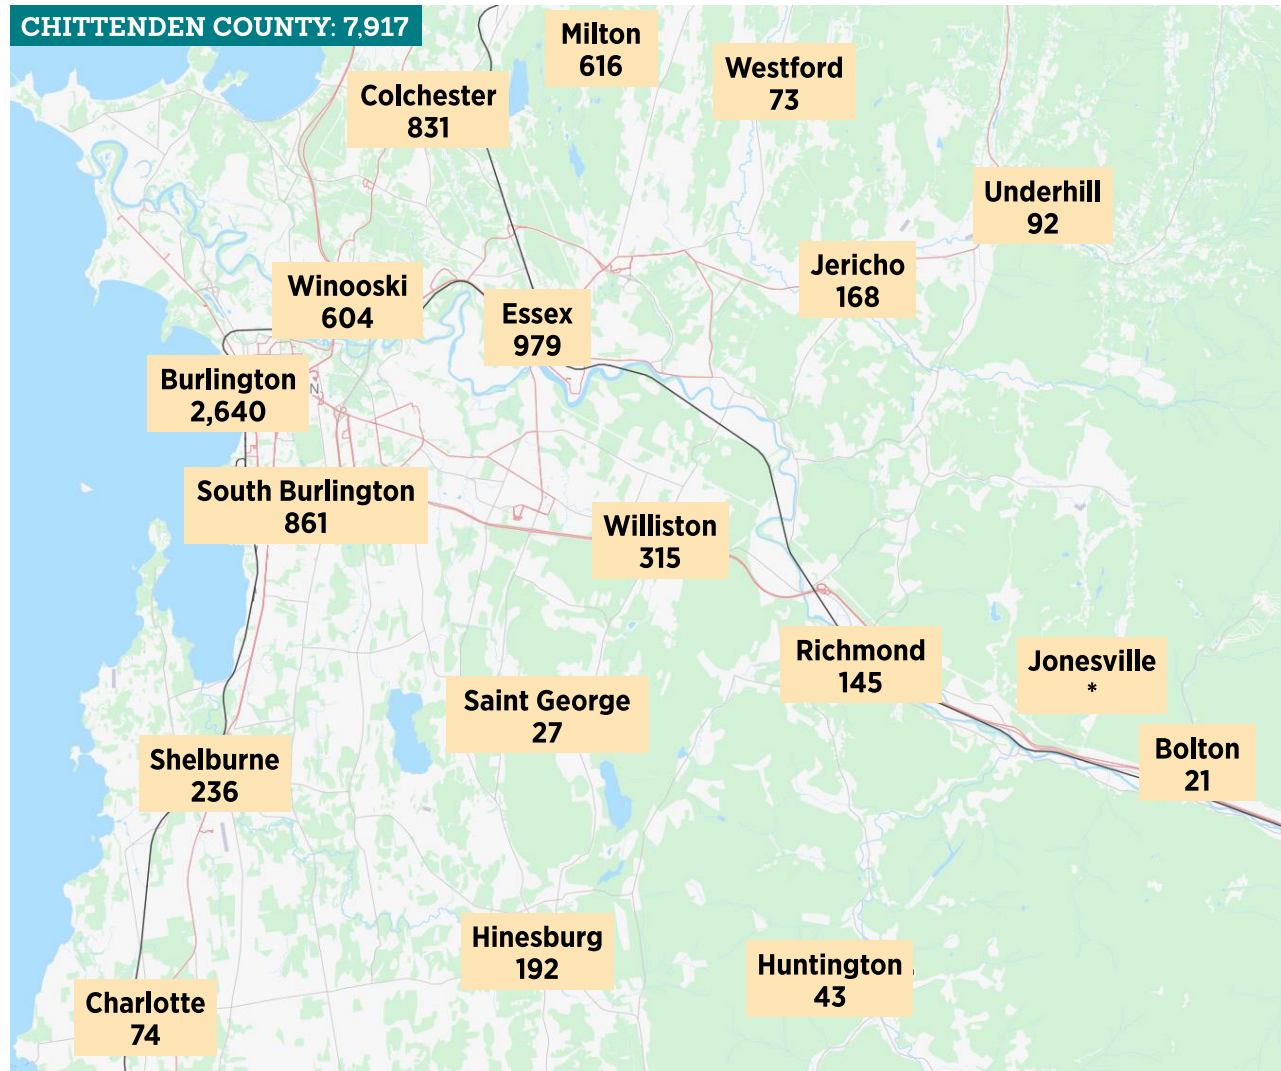 CHITTENDEN COUNTY: 7,917
Milton
616
Westford
73
Colchester
831
Underhill
92
Jericho
168
Winooski
604
Essex
979
Burlington
2,640
N
South Burlington
861
Williston
315
Richmond
145
Jonesville
*
Saint George
27
Bolton
21
Shelburne
236
Hinesburg
192
Huntington
43
Charlotte
74